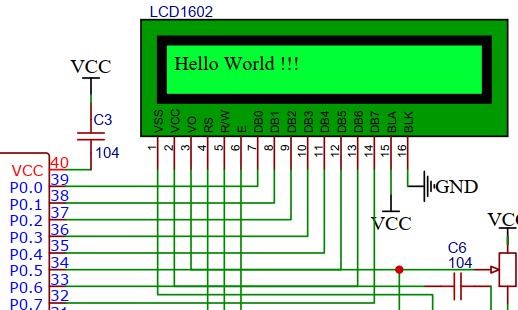 LCD1602
Hello World !!!
VCC
C3
104
VSS
VCC
VO
RS
R/W
E
DB0
DB1
DB2
DB3
DB4
DB5
DB6
DB7
BLA
BLK
1
2
3
4
5
6
7
8
9
10
11
12
13
14
15
16
GND
VCC
VCC
C6
104
VCC 40
P0.0 39
P0.1 38
P0.2 37
P0.3 36
P0.4 35
P0.5 34
P0.6 33
P0.7 32